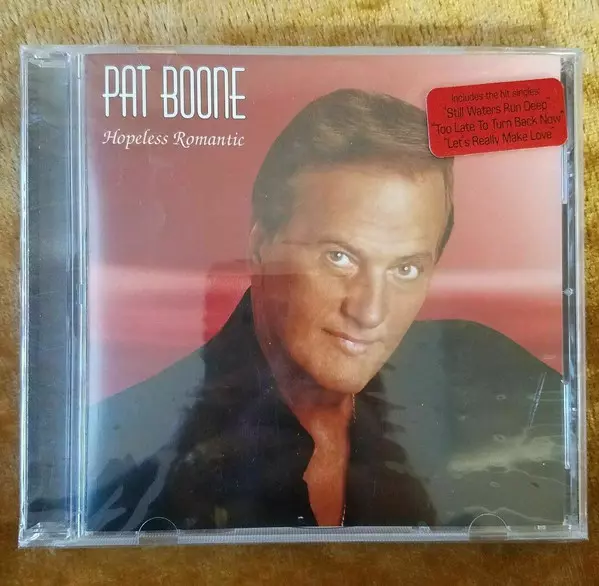 PAT BOONE
Hopeless Romantic
Includes the hit singles:
"Still Waters Run Deep"
"Too Late To Turn Back Now"
"Let's Really Make Love"